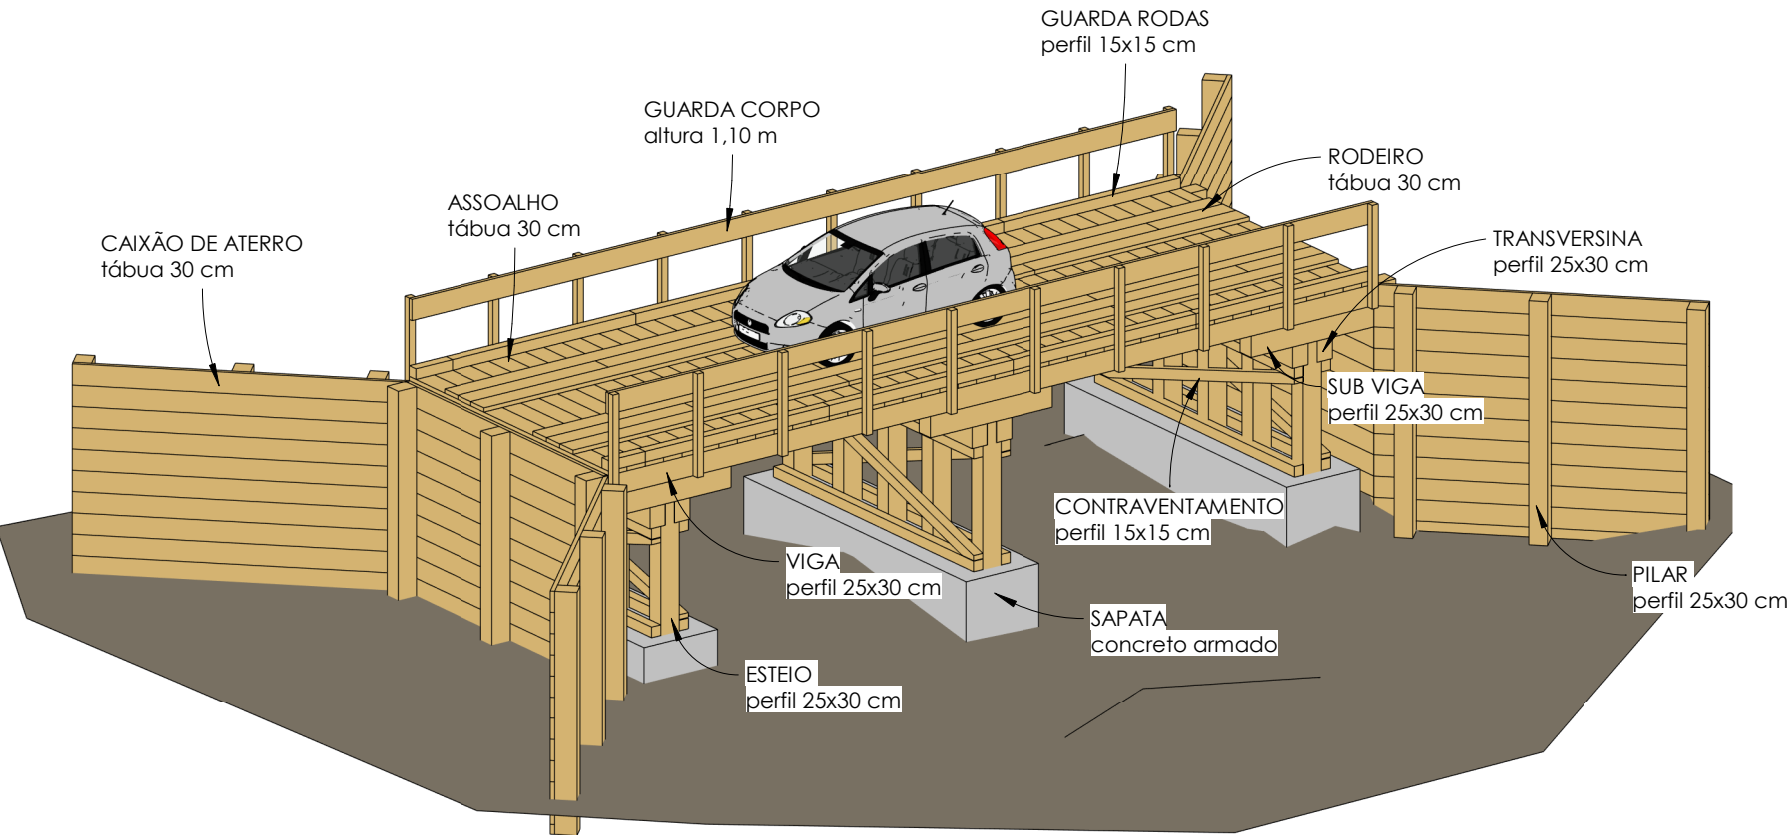 GUARDA RODAS
perfil 15x15 cm
GUARDA CORPO
altura 1,10 m
RODEIRO
tábua 30 cm
ASSOALHO
tábua 30 cm
CAIXÃO DE ATERRO
tábua 30 cm
TRANSVERSINA
perfil 25x30 cm
SUB VIGA
perfil 25x30 cm
CONTRAVENTAMENTO
perfil 15x15 cm
VIGA
perfil 25x30 cm
PILAR
perfil 25x30 cm
SAPATA
concreto armado
ESTEIO
perfil 25x30 cm